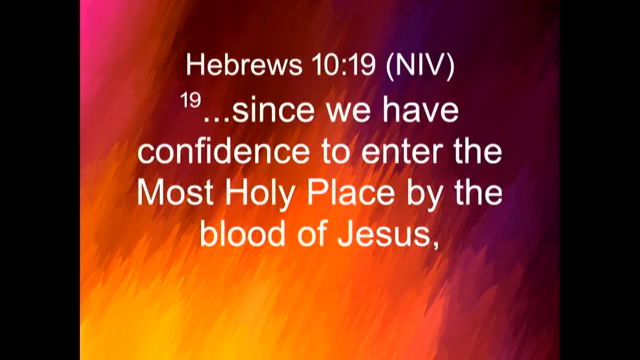 Hebrews 10:19 (NIV)
19...since we have
confidence to enter the
Most Holy Place by the
blood of Jesus,